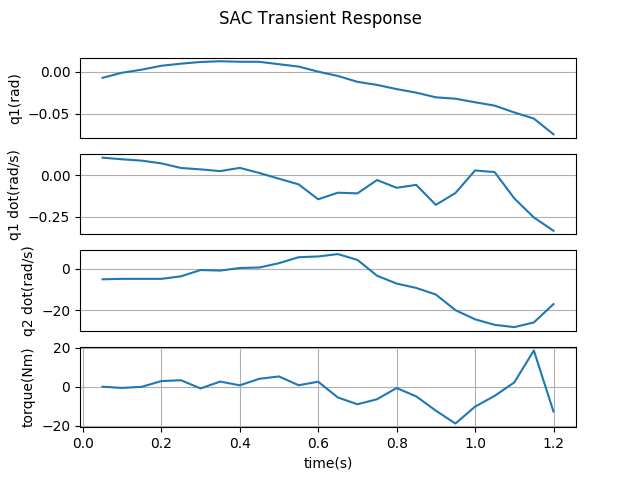 SAC Transient Response
q1(rad)
0.00
−0.05
q1 dot(rad/s)
0.00
−0.25
q2 dot(rad/s)
0
−20
torque(Nm)
20
0
−20
0.0 0.2 0.4 0.6 0.8 1.0 1.2
time(s)